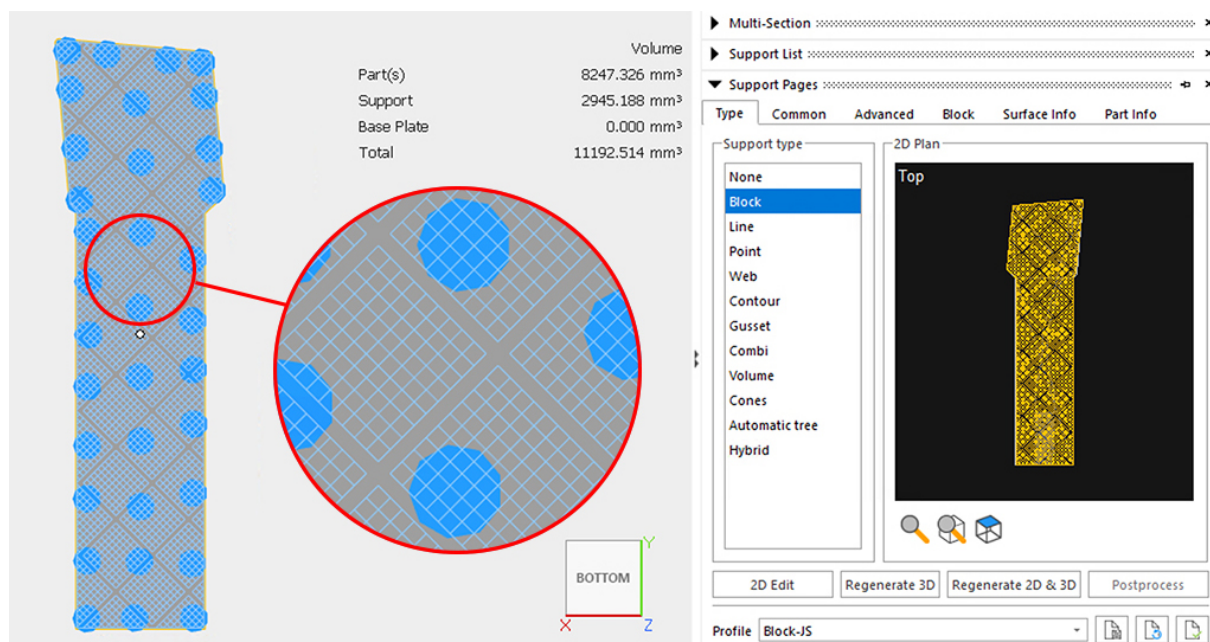 Volume
Part(s) 8247.326 mm³
Support 2945.188 mm³
Base Plate 0.000 mm³
Total 11192.514 mm³
BOTTOM
Y
X
Z
Multi-Section
Support List
Support Pages
Type Common Advanced Block Surface Info Part Info
Support type
None
Block
Line
Point
Web
Contour
Gusset
Combi
Volume
Cones
Automatic tree
Hybrid
2D Plan
Top
2D Edit Regenerate 3D Regenerate 2D & 3D Postprocess
Profile Block-JS